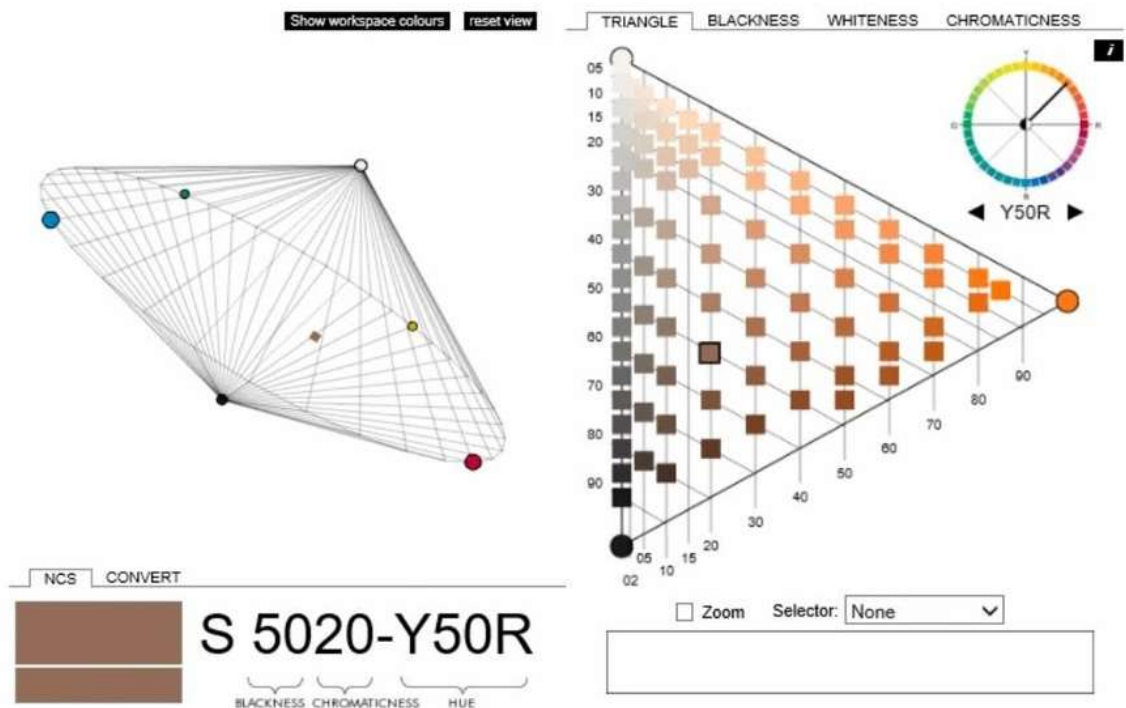 Show workspace colours
reset view
TRIANGLE
BLACKNESS
WHITENESS
CHROMATICNESS
i
05
10
15
20
30
40
50
60
70
80
90
Y
G
R
B
Y50R
90
80
70
60
50
40
30
20
15
10
05
02
NCS
CONVERT
S 5020-Y50R
BLACKNESS CHROMATICNESS HUE
Zoom
Selector: None